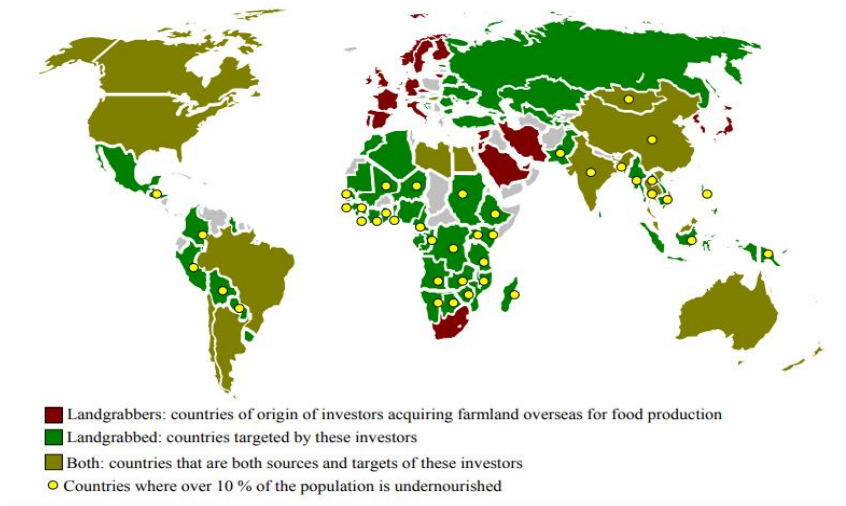 Landgrabbers: countries of origin of investors acquiring farmland overseas for food production
Landgrabbed: countries targeted by these investors
Both: countries that are both sources and targets of these investors
Countries where over 10 % of the population is undernourished